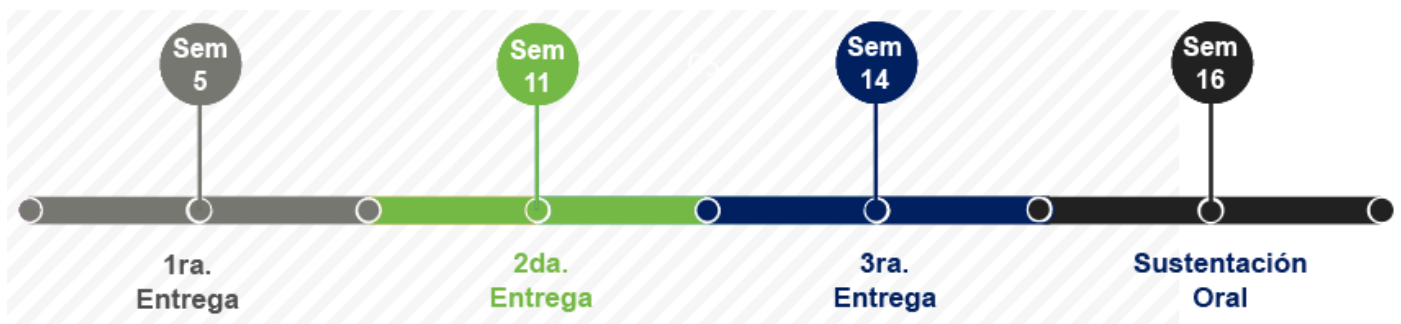 Sem
5
Sem
11
Sem
14
Sem
16
1ra.
Entrega
2da.
Entrega
3ra.
Entrega
Sustentación
Oral